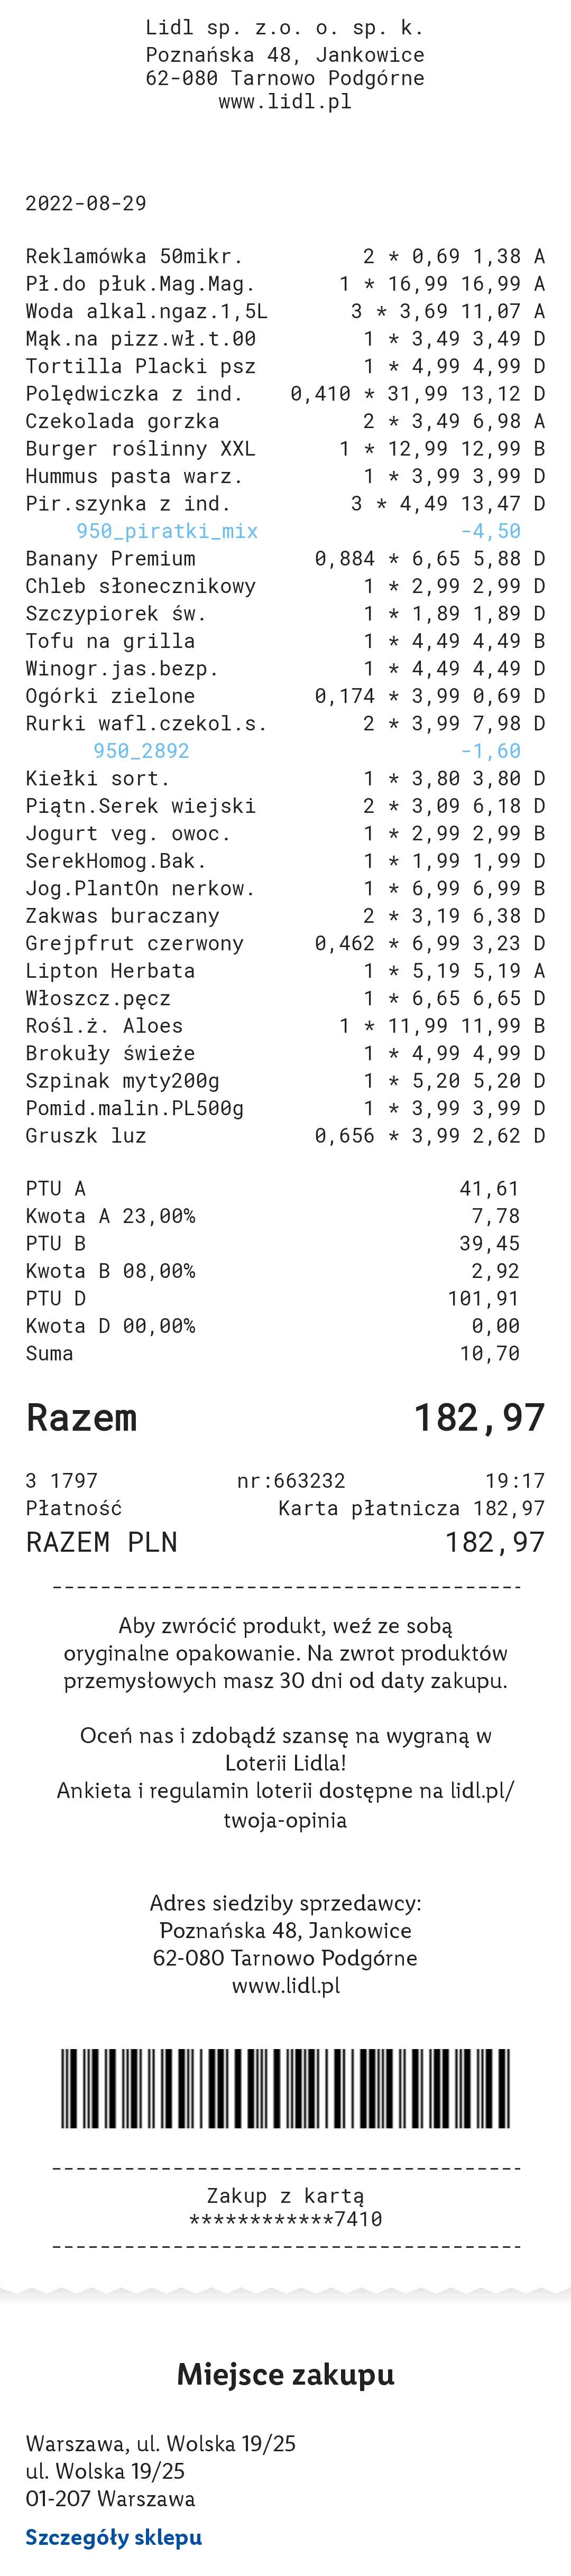 Lidl sp. z.o. o. sp. k.
Poznańska 48, Jankowice
62-080 Tarnowo Podgórne
www.lidl.pl
2022-08-29
Reklamówka 50mikr. 2 * 0,69 1,38 A
Pł.do płuk.Mag.Mag. 1 * 16,99 16,99 A
Woda alkal.ngaz.1,5L 3 * 3,69 11,07 A
Mąk.na pizz.wł.t.00 1 * 3,49 3,49 D
Tortilla Placki psz 1 * 4,99 4,99 D
Polędwiczka z ind. 0,410 * 31,99 13,12 D
Czekolada gorzka 2 * 3,49 6,98 A
Burger roślinny XXL 1 * 12,99 12,99 B
Hummus pasta warz. 1 * 3,99 3,99 D
Pir.szynka z ind. 3 * 4,49 13,47 D
950_piratki_mix -4,50
Banany Premium 0,884 * 6,65 5,88 D
Chleb słonecznikowy 1 * 2,99 2,99 D
Szczypiorek św. 1 * 1,89 1,89 D
Tofu na grilla 1 * 4,49 4,49 B
Winogr.jas.bezp. 1 * 4,49 4,49 D
Ogórki zielone 0,174 * 3,99 0,69 D
Rurki wafl.czekol.s. 2 * 3,99 7,98 D
950_2892 -1,60
Kiełki sort. 1 * 3,80 3,80 D
Piątn.Serek wiejski 2 * 3,09 6,18 D
Jogurt veg. owoc. 1 * 2,99 2,99 B
SerekHomog.Bak. 1 * 1,99 1,99 D
Jog.PlantOn nerkow. 1 * 6,99 6,99 B
Zakwas buraczany 2 * 3,19 6,38 D
Grejpfrut czerwony 0,462 * 6,99 3,23 D
Lipton Herbata 1 * 5,19 5,19 A
Włoszcz.pęcz 1 * 6,65 6,65 D
Rośl.ż. Aloes 1 * 11,99 11,99 B
Brokuły świeże 1 * 4,99 4,99 D
Szpinak myty200g 1 * 5,20 5,20 D
Pomid.malin.PL500g 1 * 3,99 3,99 D
Gruszk luz 0,656 * 3,99 2,62 D
PTU A 41,61
Kwota A 23,00% 7,78
PTU B 39,45
Kwota B 08,00% 2,92
PTU D 101,91
Kwota D 00,00% 0,00
Suma 10,70
Razem 182,97
3 1797 nr:663232 19:17
Płatność Karta płatnicza 182,97
RAZEM PLN 182,97
Aby zwrócić produkt, weź ze sobą
oryginalne opakowanie. Na zwrot produktów
przemysłowych masz 30 dni od daty zakupu.
Oceń nas i zdobądź szansę na wygraną w
Loterii Lidla!
Ankieta i regulamin loterii dostępne na lidl.pl/
twoja-opinia
Adres siedziby sprzedawcy:
Poznańska 48, Jankowice
62-080 Tarnowo Podgórne
www.lidl.pl
Zakup z kartą
************7410
Miejsce zakupu
Warszawa, ul. Wolska 19/25
ul. Wolska 19/25
01-207 Warszawa
Szczegóły sklepu